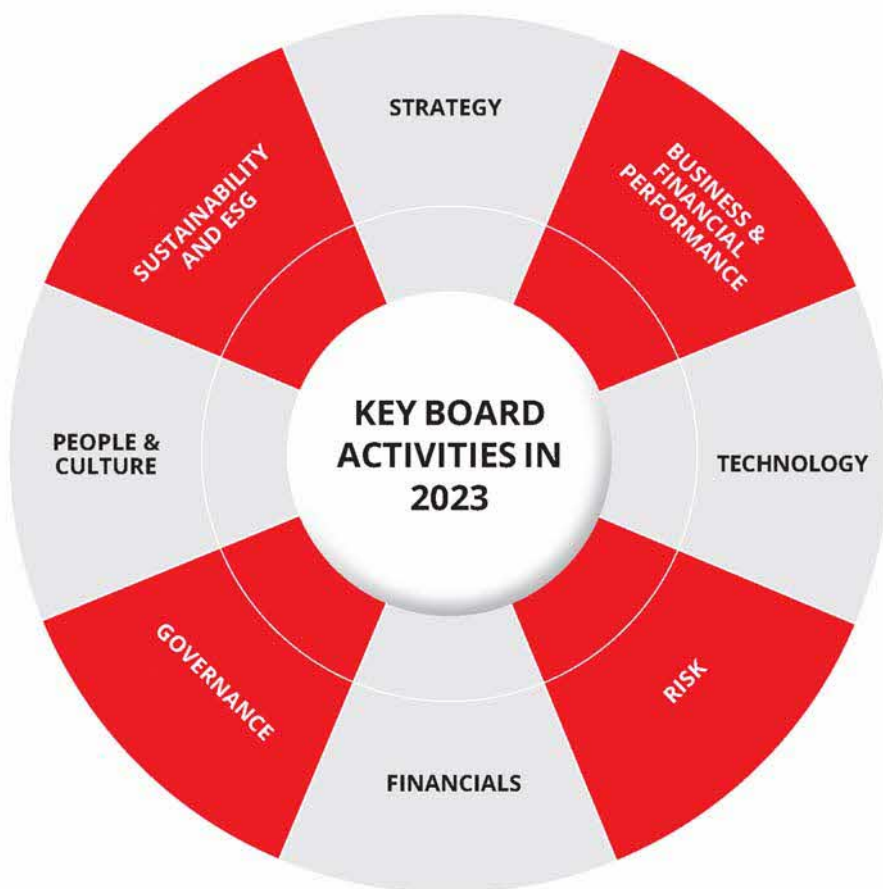 STRATEGY
BUSINESS &
FINANCIAL
PERFORMANCE
TECHNOLOGY
RISK
FINANCIALS
GOVERNANCE
PEOPLE &
CULTURE
SUSTAINABILITY
AND ESG
KEY BOARD
ACTIVITIES IN
2023